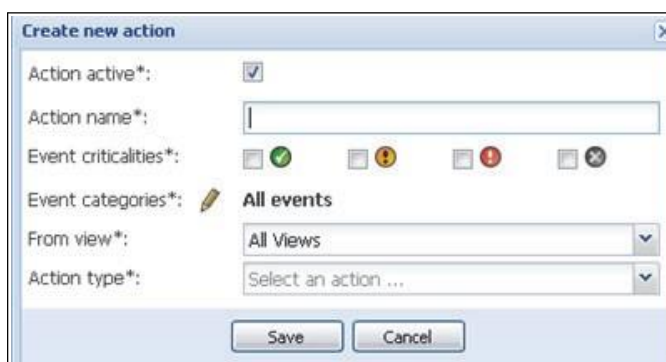 Create new action
Action active*:
Action name*:
Event criticalities*:
Event categories*: All events
From view*: All Views
Action type*: Select an action ...
Save Cancel